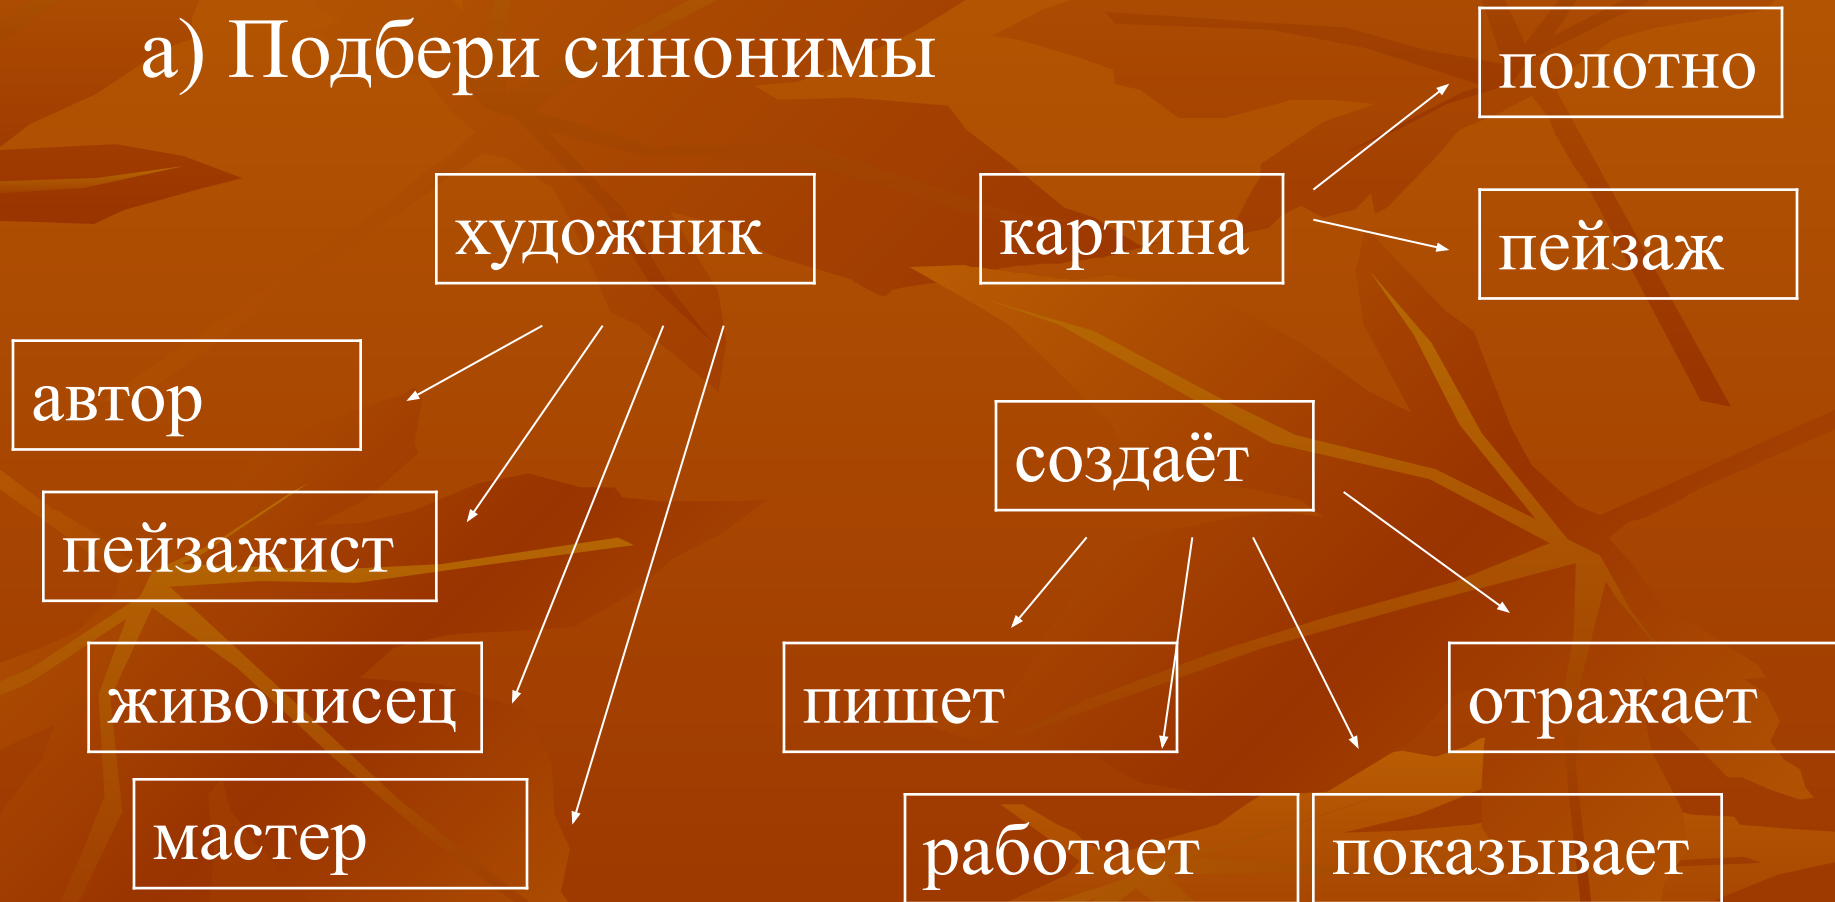 а) Подбери синонимы
полотно
художник
картина
пейзаж
автор
создаёт
пейзажист
живописец
пишет
отражает
мастер
работает
показывает